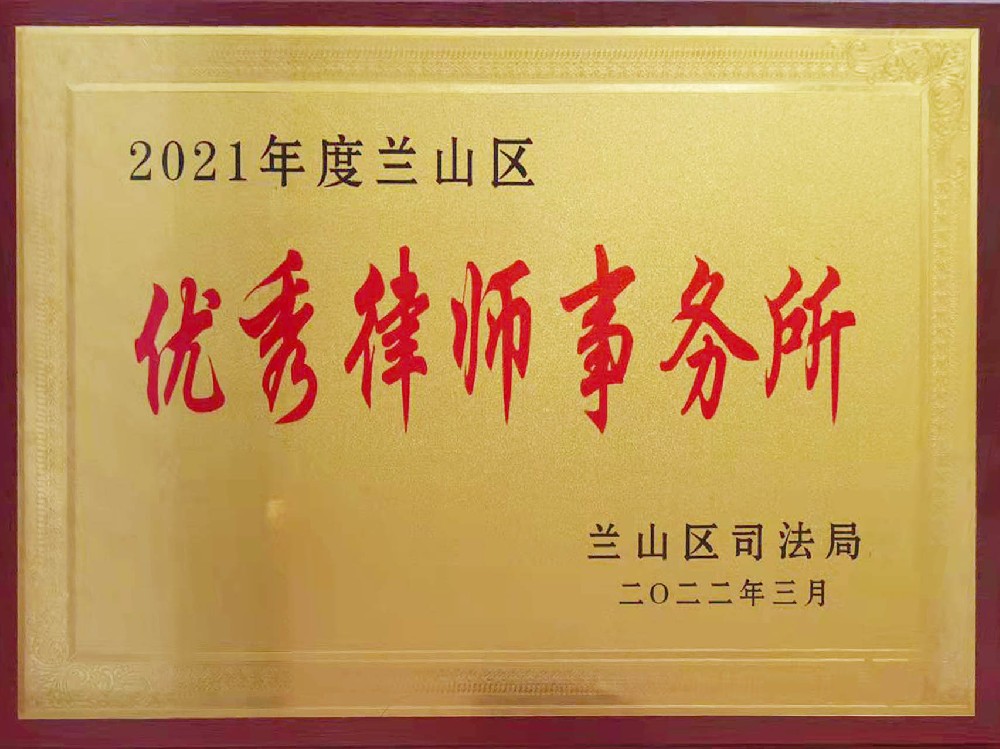 2021年度兰山区
优秀律师事务所
兰山区司法局
二〇二二年三月